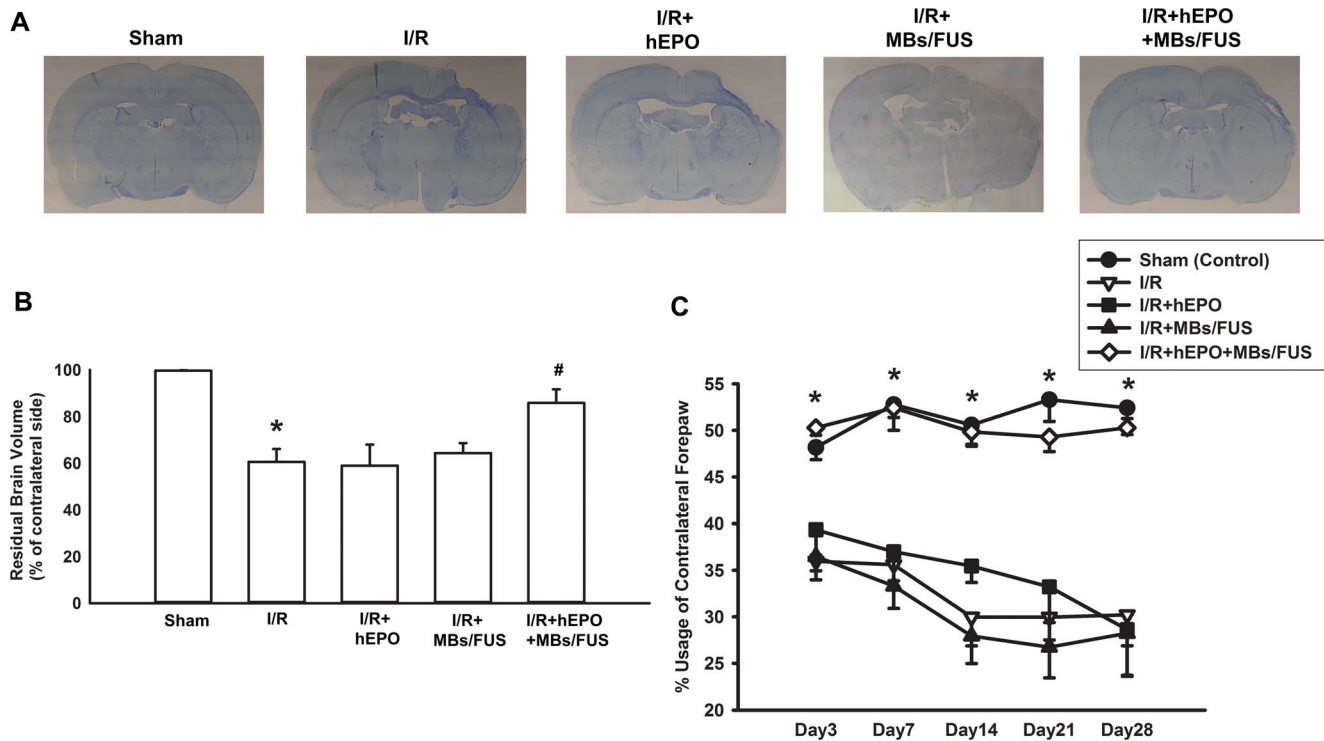 A
Sham
I/R
I/R+
hEPO
I/R+
MBs/FUS
I/R+hEPO
+MBs/FUS
B
Residual Brain Volume
(% of contralateral side)
100
80
60
40
20
0
*
#
Sham
I/R
I/R+
hEPO
I/R+
MBs/FUS
I/R+hEPO
+MBs/FUS
C
Sham (Control)
I/R
I/R+hEPO
I/R+MBs/FUS
I/R+hEPO+MBs/FUS
% Usage of Contralateral Forepaw
55
50
45
40
35
30
25
20
* * * * *
Day3 Day7 Day14 Day21 Day28